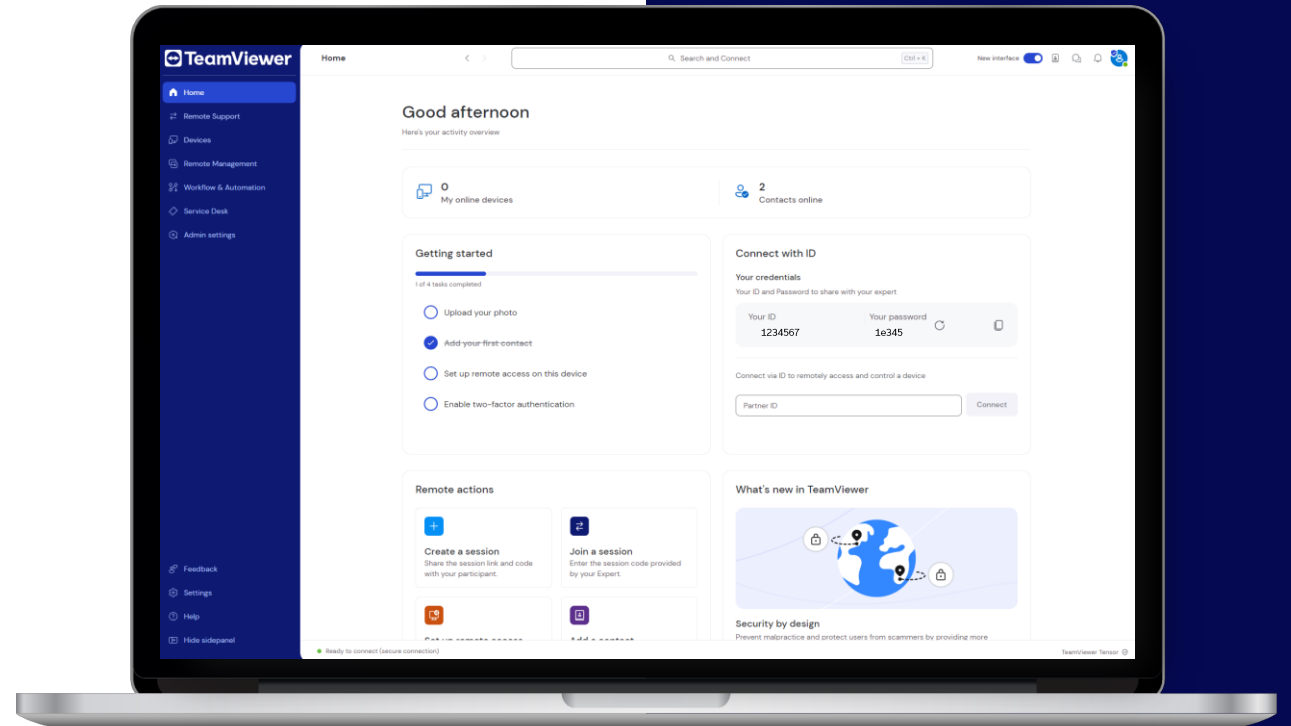 TeamViewer
Home
Search and Connect
Ctrl + K
New interface
Home
Remote Support
Devices
Remote Management
Workflow & Automation
Service Desk
Admin settings
Feedback
Settings
Help
Hide sidepanel
Good afternoon
Here's your activity overview
0
My online devices
2
Contacts online
Getting started
1 of 4 tasks completed
Upload your photo
Add your first contact
Set up remote access on this device
Enable two-factor authentication
Connect with ID
Your credentials
Your ID and Password to share with your expert
Your ID
1234567
Your password
1e345
Connect via ID to remotely access and control a device
Partner ID
Connect
Remote actions
Create a session
Share the session link and code
with your participant.
Join a session
Enter the session code provided
by your Expert.
Set up remote access
Add a contact
What's new in TeamViewer
Security by design
Prevent malpractice and protect users from scammers by providing more
Ready to connect (secure connection)
TeamViewer Tensor